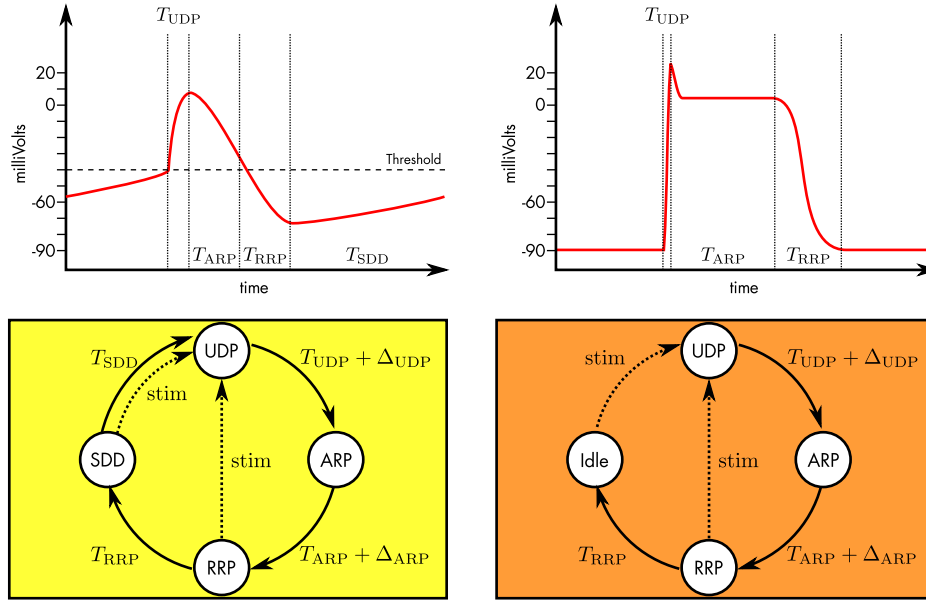 T_UDP
milliVolts
20
0
-60
-90
Threshold
T_ARP
T_RRP
T_SDD
time
T_UDP
milliVolts
20
0
-60
-90
T_ARP
T_RRP
time
UDP
T_SDD
T_UDP + Δ_UDP
stim
SDD
stim
ARP
T_RRP
T_ARP + Δ_ARP
RRP
UDP
stim
T_UDP + Δ_UDP
Idle
stim
ARP
T_RRP
T_ARP + Δ_ARP
RRP